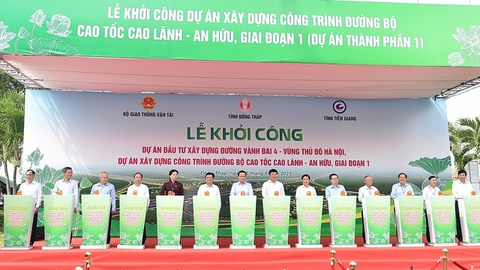 LỄ KHỞI CÔNG DỰ ÁN XÂY DỰNG CÔNG TRÌNH ĐƯỜNG BỘ
CAO TỐC CAO LÃNH - AN HỮU, GIAI ĐOẠN 1 (DỰ ÁN THÀNH PHẦN 1)
BỘ GIAO THÔNG VẬN TẢI
TỈNH ĐỒNG THÁP
TỈNH TIỀN GIANG
LỄ KHỞI CÔNG
DỰ ÁN ĐẦU TƯ XÂY DỰNG ĐƯỜNG VÀNH ĐAI 4 - VÙNG THỦ ĐÔ HÀ NỘI,
DỰ ÁN XÂY DỰNG CÔNG TRÌNH ĐƯỜNG BỘ CAO TỐC CAO LÃNH - AN HỮU, GIAI ĐOẠN 1